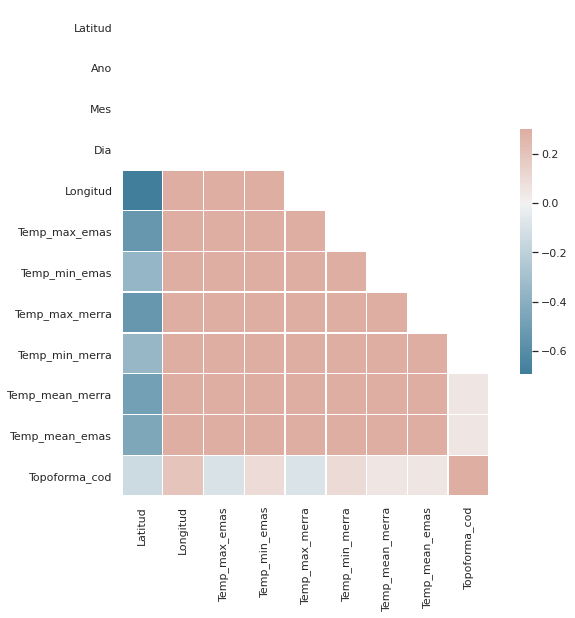 Latitud
Ano
Mes
Dia
Longitud
Temp_max_emas
Temp_min_emas
Temp_max_merra
Temp_min_merra
Temp_mean_merra
Temp_mean_emas
Topoforma_cod
Latitud
Longitud
Temp_max_emas
Temp_min_emas
Temp_max_merra
Temp_min_merra
Temp_mean_merra
Temp_mean_emas
Topoforma_cod
0.2
0.0
−0.2
−0.4
−0.6